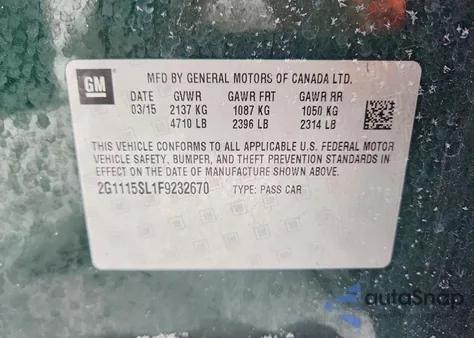 GM
MFD BY GENERAL MOTORS OF CANADA LTD.
DATE GVWR GAWR FRT GAWR RR
03/15 2137 KG 1087 KG 1050 KG
4710 LB 2396 LB 2314 LB
THIS VEHICLE CONFORMS TO ALL APPLICABLE U.S. FEDERAL MOTOR
VEHICLE SAFETY, BUMPER, AND THEFT PREVENTION STANDARDS IN
EFFECT ON THE DATE OF MANUFACTURE SHOWN ABOVE.
2G1115SL1F9232670 TYPE: PASS CAR
autoSnap